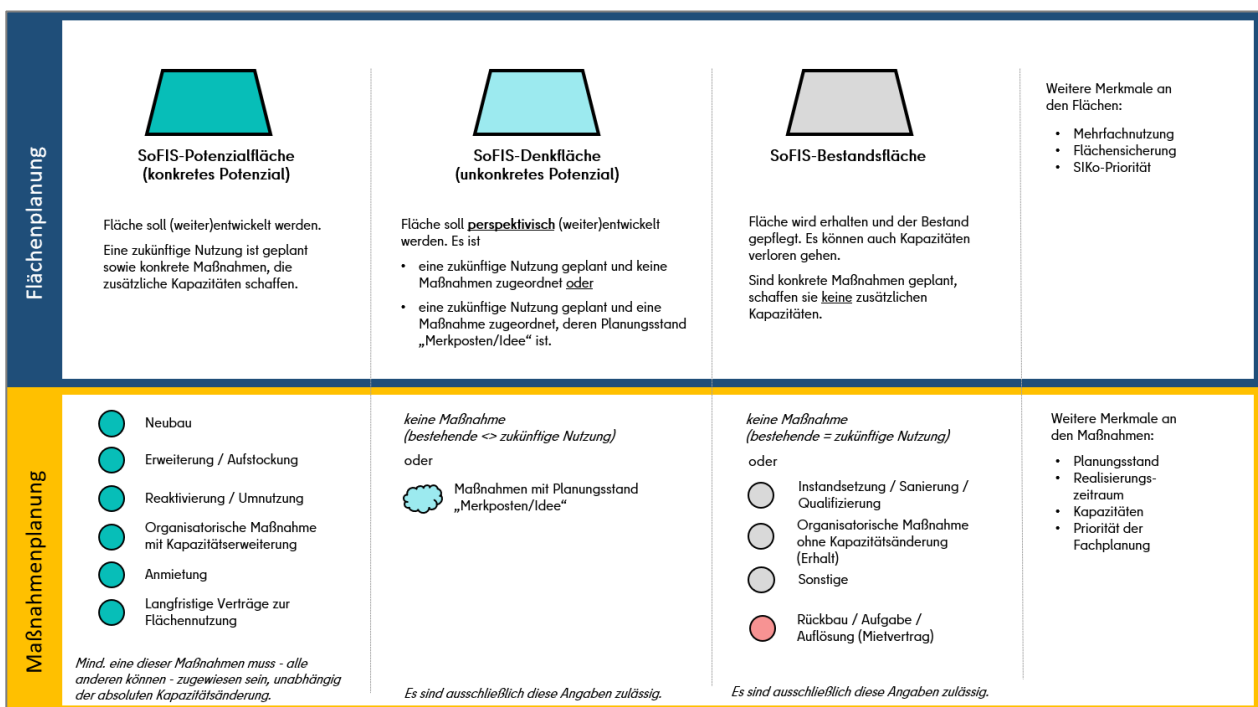 Flächenplanung
SoFIS-Potenzialfläche
(konkretes Potenzial)
Fläche soll (weiter)entwickelt werden.
Eine zukünftige Nutzung ist geplant
sowie konkrete Maßnahmen, die
zusätzliche Kapazitäten schaffen.
SoFIS-Denkfläche
(unkonkretes Potenzial)
Fläche soll perspektivisch (weiter)entwickelt
werden. Es ist
• eine zukünftige Nutzung geplant und keine
Maßnahmen zugeordnet oder
• eine zukünftige Nutzung geplant und eine
Maßnahme zugeordnet, deren Planungsstand
„Merkposten/Idee“ ist.
SoFIS-Bestandsfläche
Fläche wird erhalten und der Bestand
gepflegt. Es können auch Kapazitäten
verloren gehen.
Sind konkrete Maßnahmen geplant,
schaffen sie keine zusätzlichen
Kapazitäten.
Weitere Merkmale an
den Flächen:
• Mehrfachnutzung
• Flächensicherung
• SIKo-Priorität
Maßnahmenplanung
Neubau
Erweiterung / Aufstockung
Reaktivierung / Umnutzung
Organisatorische Maßnahme
mit Kapazitätserweiterung
Anmietung
Langfristige Verträge zur
Flächennutzung
Mind. eine dieser Maßnahmen muss - alle
anderen können - zugewiesen sein, unabhängig
der absoluten Kapazitätsänderung.
keine Maßnahme
(bestehende <> zukünftige Nutzung)
oder
Maßnahmen mit Planungsstand
„Merkposten/Idee“
Es sind ausschließlich diese Angaben zulässig.
keine Maßnahme
(bestehende = zukünftige Nutzung)
oder
Instandsetzung / Sanierung /
Qualifizierung
Organisatorische Maßnahme
ohne Kapazitätsänderung
(Erhalt)
Sonstige
Rückbau / Aufgabe /
Auflösung (Mietvertrag)
Es sind ausschließlich diese Angaben zulässig.
Weitere Merkmale an
den Maßnahmen:
• Planungsstand
• Realisierungs-
zeitraum
• Kapazitäten
• Priorität der
Fachplanung